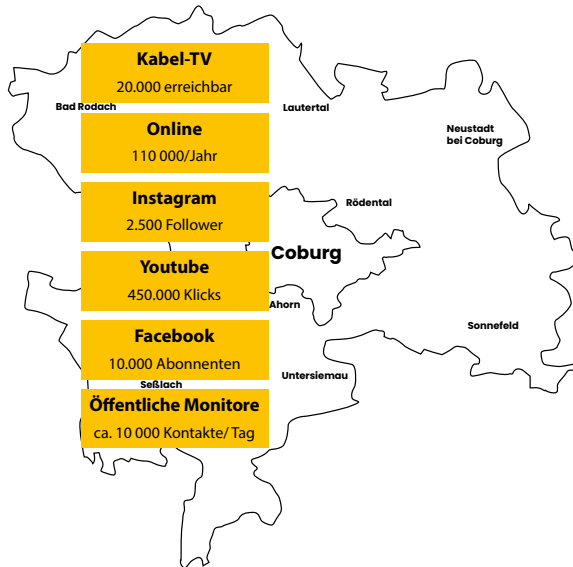 Kabel-TV
20.000 erreichbar
Bad Rodach
Lautertal
Online
110 000/Jahr
Neustadt
bei Coburg
Instagram
2.500 Follower
Rödental
Coburg
Youtube
450.000 Klicks
Ahorn
Facebook
10.000 Abonnenten
Sonnefeld
Seßlach
Untersiemau
Öffentliche Monitore
ca. 10 000 Kontakte/ Tag